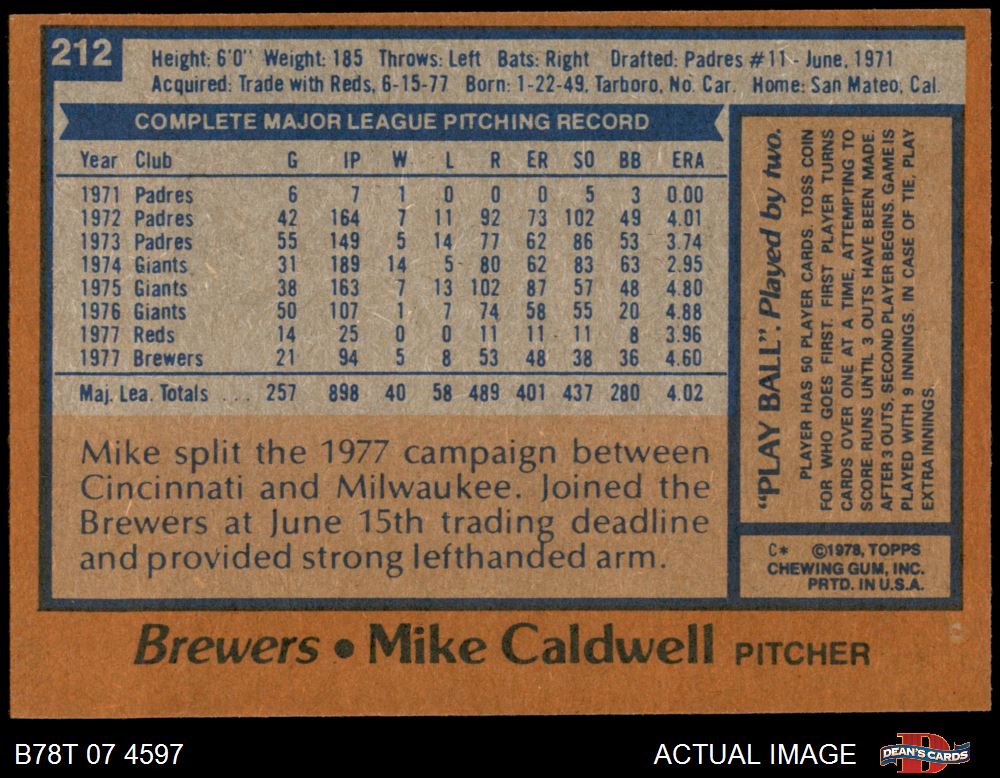 212
Height: 6'0" Weight: 185 Throws: Left Bats: Right Drafted: Padres #11 - June, 1971
Acquired: Trade with Reds, 6-15-77 Born: 1-22-49, Tarboro, No. Car. Home: San Mateo, Cal.
COMPLETE MAJOR LEAGUE PITCHING RECORD
Year Club G IP W L R ER SO BB ERA
1971 Padres 6 7 1 0 0 0 5 3 0.00
1972 Padres 42 164 7 11 92 73 102 49 4.01
1973 Padres 55 149 5 14 77 62 86 53 3.74
1974 Giants 31 189 14 5 80 62 83 63 2.95
1975 Giants 38 163 7 13 102 87 57 48 4.80
1976 Giants 50 107 1 7 74 58 55 20 4.88
1977 Reds 14 25 0 0 11 11 11 8 3.96
1977 Brewers 21 94 5 8 53 48 38 36 4.60
Maj. Lea. Totals ... 257 898 40 58 489 401 437 280 4.02
Mike split the 1977 campaign between
Cincinnati and Milwaukee. Joined the
Brewers at June 15th trading deadline
and provided strong lefthanded arm.
"PLAY BALL". Played by two.
PLAYER HAS 50 PLAYER CARDS. TOSS COIN
FOR WHO GOES FIRST. FIRST PLAYER TURNS
CARDS OVER ONE AT A TIME, ATTEMPTING TO
SCORE RUNS UNTIL 3 OUTS HAVE BEEN MADE.
AFTER 3 OUTS, SECOND PLAYER BEGINS. GAME IS
PLAYED WITH 9 INNINGS. IN CASE OF TIE, PLAY
EXTRA INNINGS.
C* ©1978, TOPPS
CHEWING GUM, INC.
PRTD. IN U.S.A.
Brewers • Mike Caldwell PITCHER
B78T 07 4597
ACTUAL IMAGE
DEAN'S CARDS